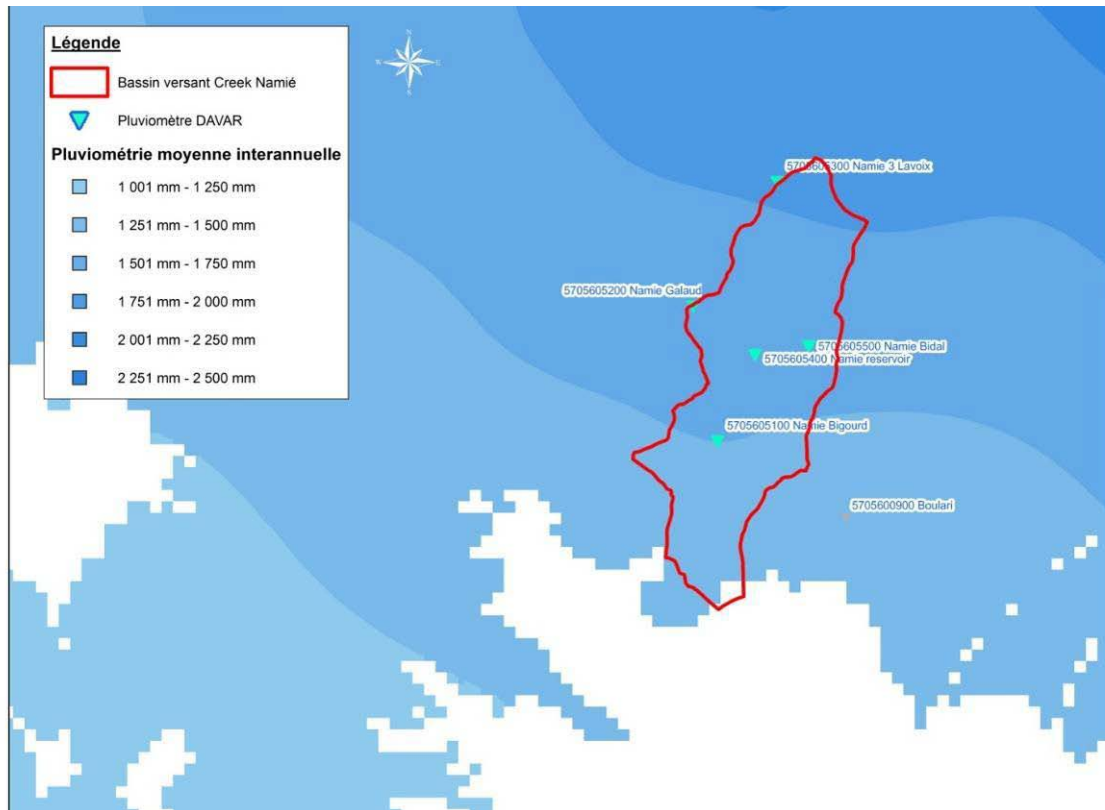 Légende
Bassin versant Creek Namié
Pluviomètre DAVAR
Pluviométrie moyenne interannuelle
1 001 mm - 1 250 mm
1 251 mm - 1 500 mm
1 501 mm - 1 750 mm
1 751 mm - 2 000 mm
2 001 mm - 2 250 mm
2 251 mm - 2 500 mm
5705605300 Namie 3 Lavoix
5705605200 Namie Galaud
5705605500 Namie Bidal
5705605400 Namie reservoir
5705605100 Namie Bigourd
5705600900 Boulari